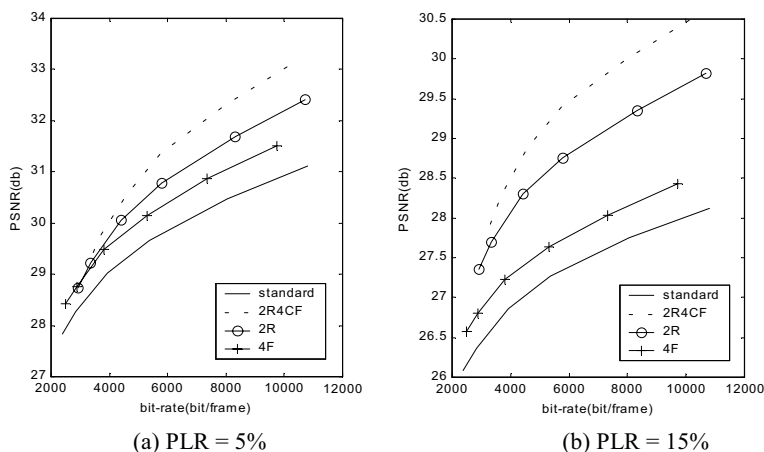 34
33
32
31
30
29
28
27
PSNR(db)
2000 4000 6000 8000 10000 12000
bit-rate(bit/frame)
standard
2R4CF
2R
4F
(a) PLR = 5%
30.5
30
29.5
29
28.5
28
27.5
27
26.5
26
PSNR(db)
2000 4000 6000 8000 10000 12000
bit-rate(bit/frame)
standard
2R4CF
2R
4F
(b) PLR = 15%